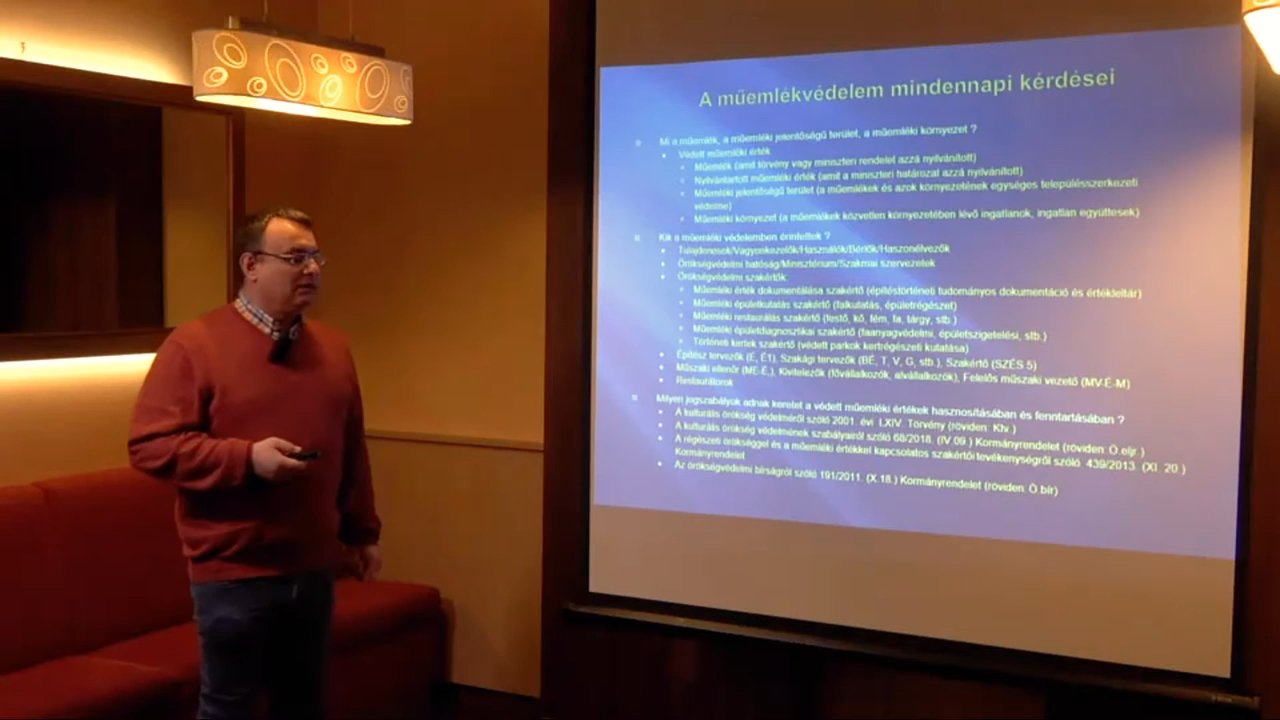 A műemlékvédelem mindennapi kérdései
Mi a műemlék, a műemléki jelentőségű terület, a műemléki környezet ?
Védett műemléki érték
Műemlék (amit törvény vagy miniszteri rendelet azzá nyilvánított)
Nyilvántartott műemléki érték (amit a miniszteri határozat azzá nyilvánított)
Műemléki jelentőségű terület (a műemlékek és azok környezetének egységes településszerkezeti
védelme)
Műemléki környezet (a műemlékek közvetlen környezetében lévő ingatlanok, ingatlan együttesek)
Kik a műemléki védelemben érintettek ?
Tulajdonosok/Vagyonkezelők/Használók/Bérlők/Haszonélvezők
Örökségvédelmi hatóság/Minisztérium/Szakmai szervezetek
Örökségvédelmi szakértők:
Műemléki érték dokumentálása szakértő (építéstörténeti tudományos dokumentáció és értékleltár)
Műemléki épületkutatás szakértő (falkutatás, épületrégészet)
Műemléki restaurálás szakértő (festő, kő, fém, fa, tárgy, stb.)
Műemléki épületdiagnosztikai szakértő (faanyagvédelmi, épületszigetelési, stb.)
Történeti kertek szakértő (védett parkok kertrégészeti kutatása)
Építész tervezők (É, É1), Szakági tervezők (BÉ, T, V, G, stb.), Szakértő (SZÉS 5)
Műszaki ellenőr (ME-É,), Kivitelezők (fővállalkozók, alvállalkozók), Felelős műszaki vezető (MV-É-M)
Restaurátorok
Milyen jogszabályok adnak keretet a védett műemléki értékek hasznosításában és fenntartásában ?
A kulturális örökség védelméről szóló 2001. évi LXIV. Törvény (röviden: Ktv.)
A kulturális örökség védelmének szabályairól szóló 68/2018. (IV.09.) Kormányrendelet (röviden: Ö.eljr.)
A régészeti örökséggel és a műemléki értékkel kapcsolatos szakértői tevékenységről szóló 439/2013. (XI. 20.)
Kormányrendelet
Az örökségvédelmi bírságról szóló 191/2011. (X.18.) Kormányrendelet (röviden: Ö.bír)